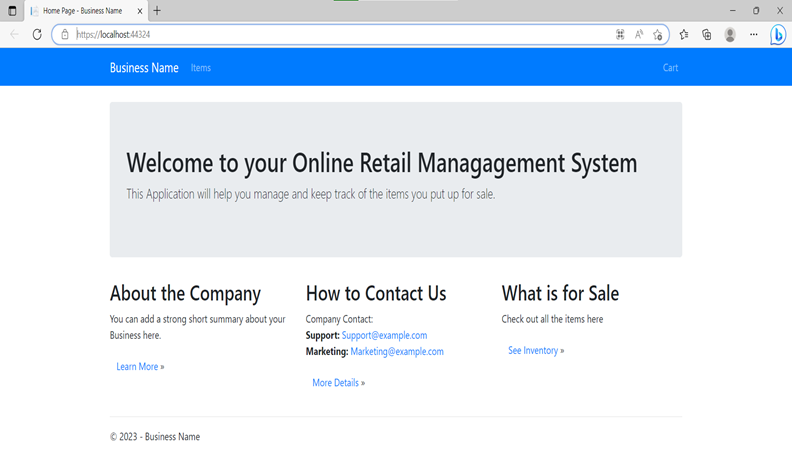 Home Page - Business Name
https://localhost:44324
Business Name Items Cart
Welcome to your Online Retail Managagement System
This Application will help you manage and keep track of the items you put up for sale.
About the Company
You can add a strong short summary about your
Business here.
Learn More »
How to Contact Us
Company Contact:
Support: Support@example.com
Marketing: Marketing@example.com
More Details »
What is for Sale
Check out all the items here
See Inventory »
© 2023 - Business Name